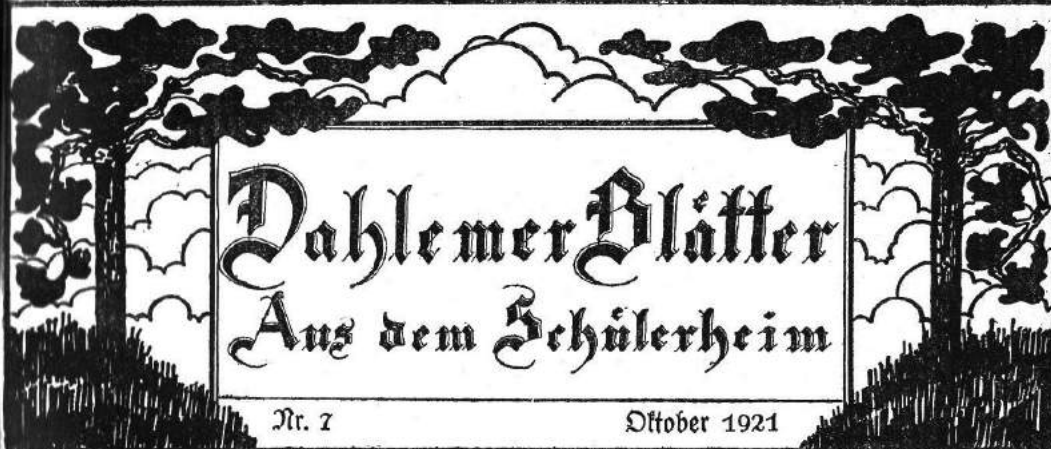 Dahlemer Blätter
Aus dem Schülerheim
Nr. 7 Oktober 1921